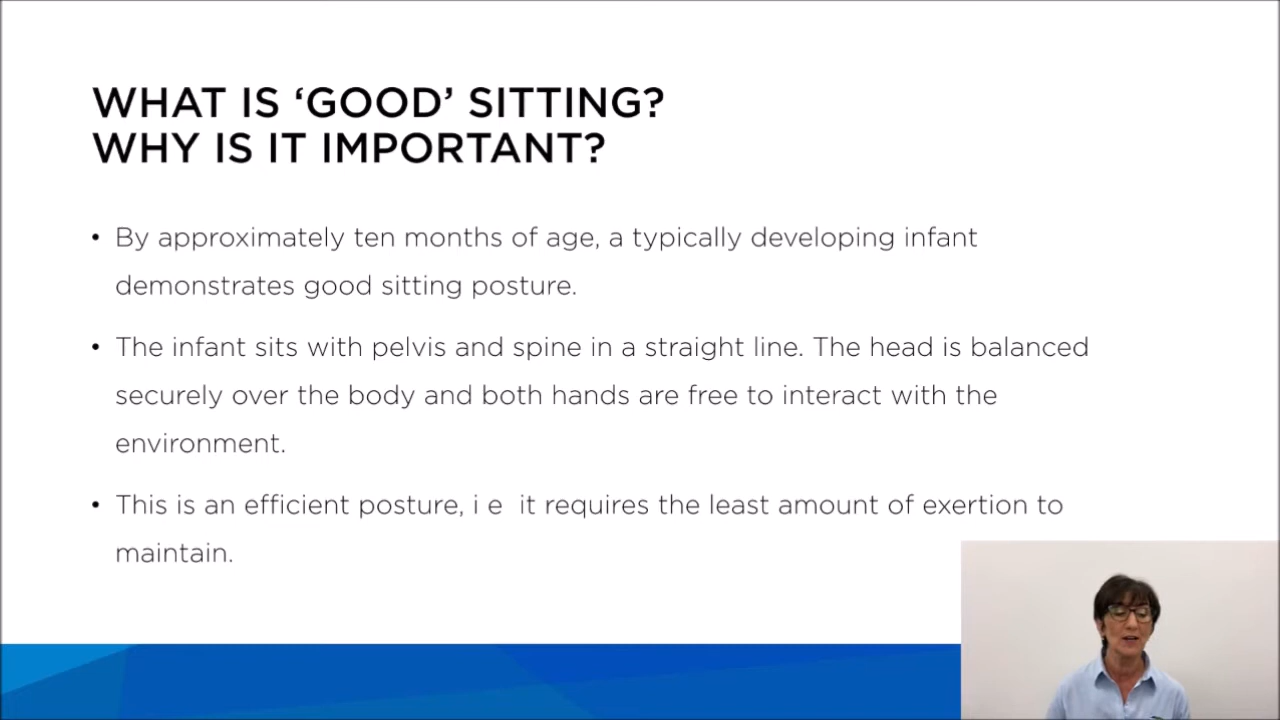 WHAT IS ‘GOOD’ SITTING?
WHY IS IT IMPORTANT?
• By approximately ten months of age, a typically developing infant
demonstrates good sitting posture.
• The infant sits with pelvis and spine in a straight line. The head is balanced
securely over the body and both hands are free to interact with the
environment.
• This is an efficient posture, i e  it requires the least amount of exertion to
maintain.